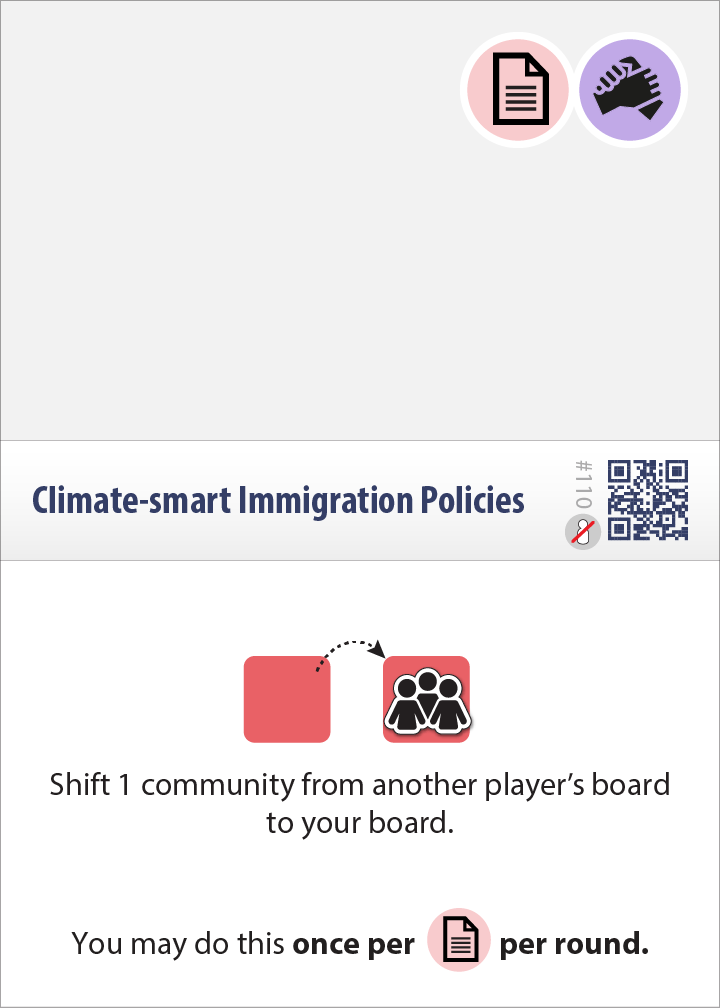 Climate-smart Immigration Policies
#110
Shift 1 community from another player’s board
to your board.
You may do this once per per round.